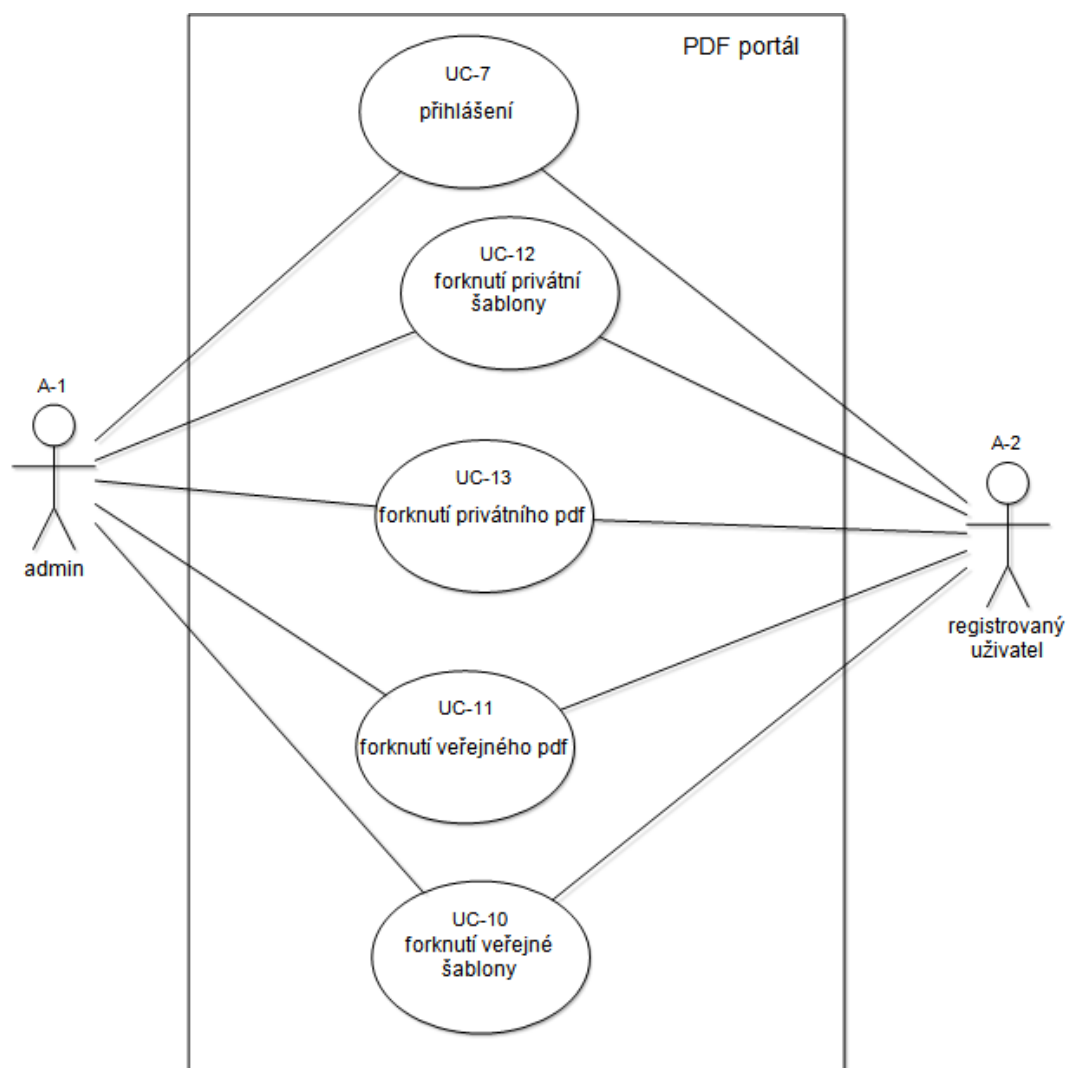 PDF portál
UC-7
přihlášení
UC-12
forknutí privátní
šablony
A-1
admin
UC-13
forknutí privátního pdf
A-2
registrovaný
uživatel
UC-11
forknutí veřejného pdf
UC-10
forknutí veřejné
šablony